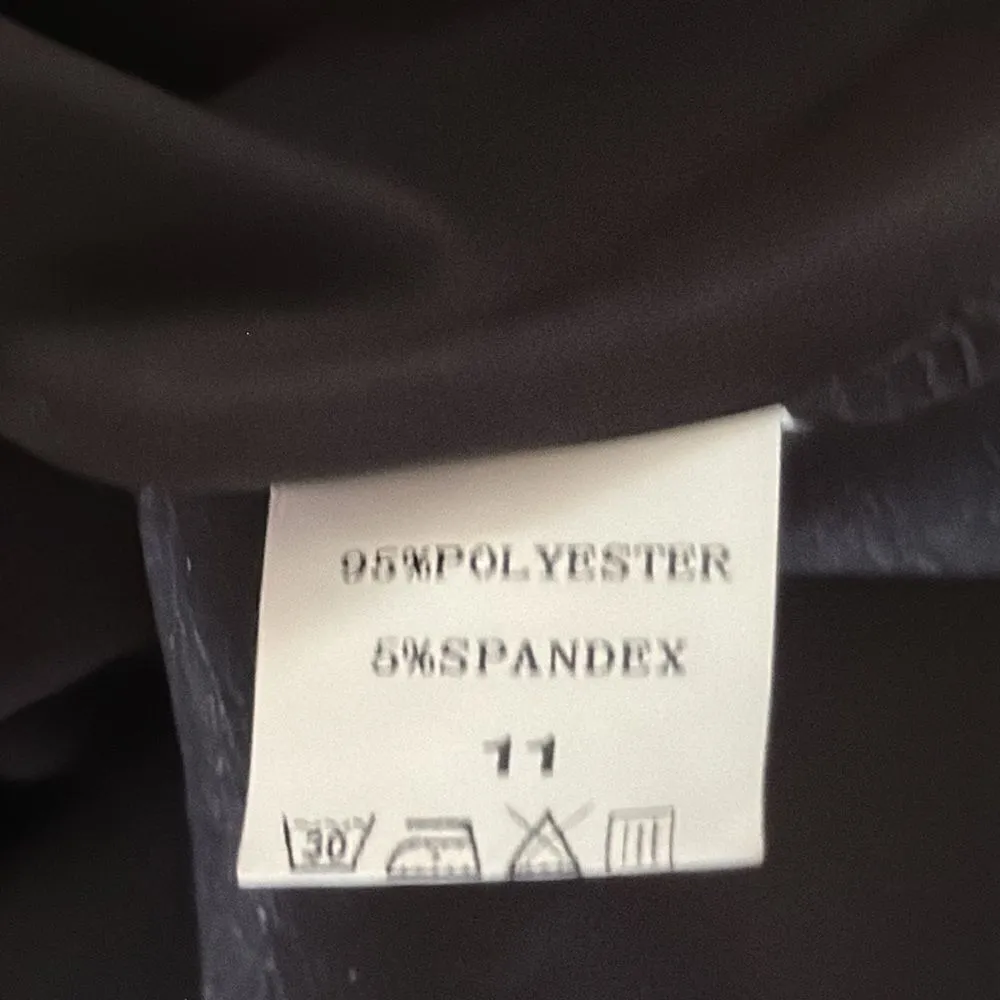 95%POLYESTER
5%SPANDEX
11
30